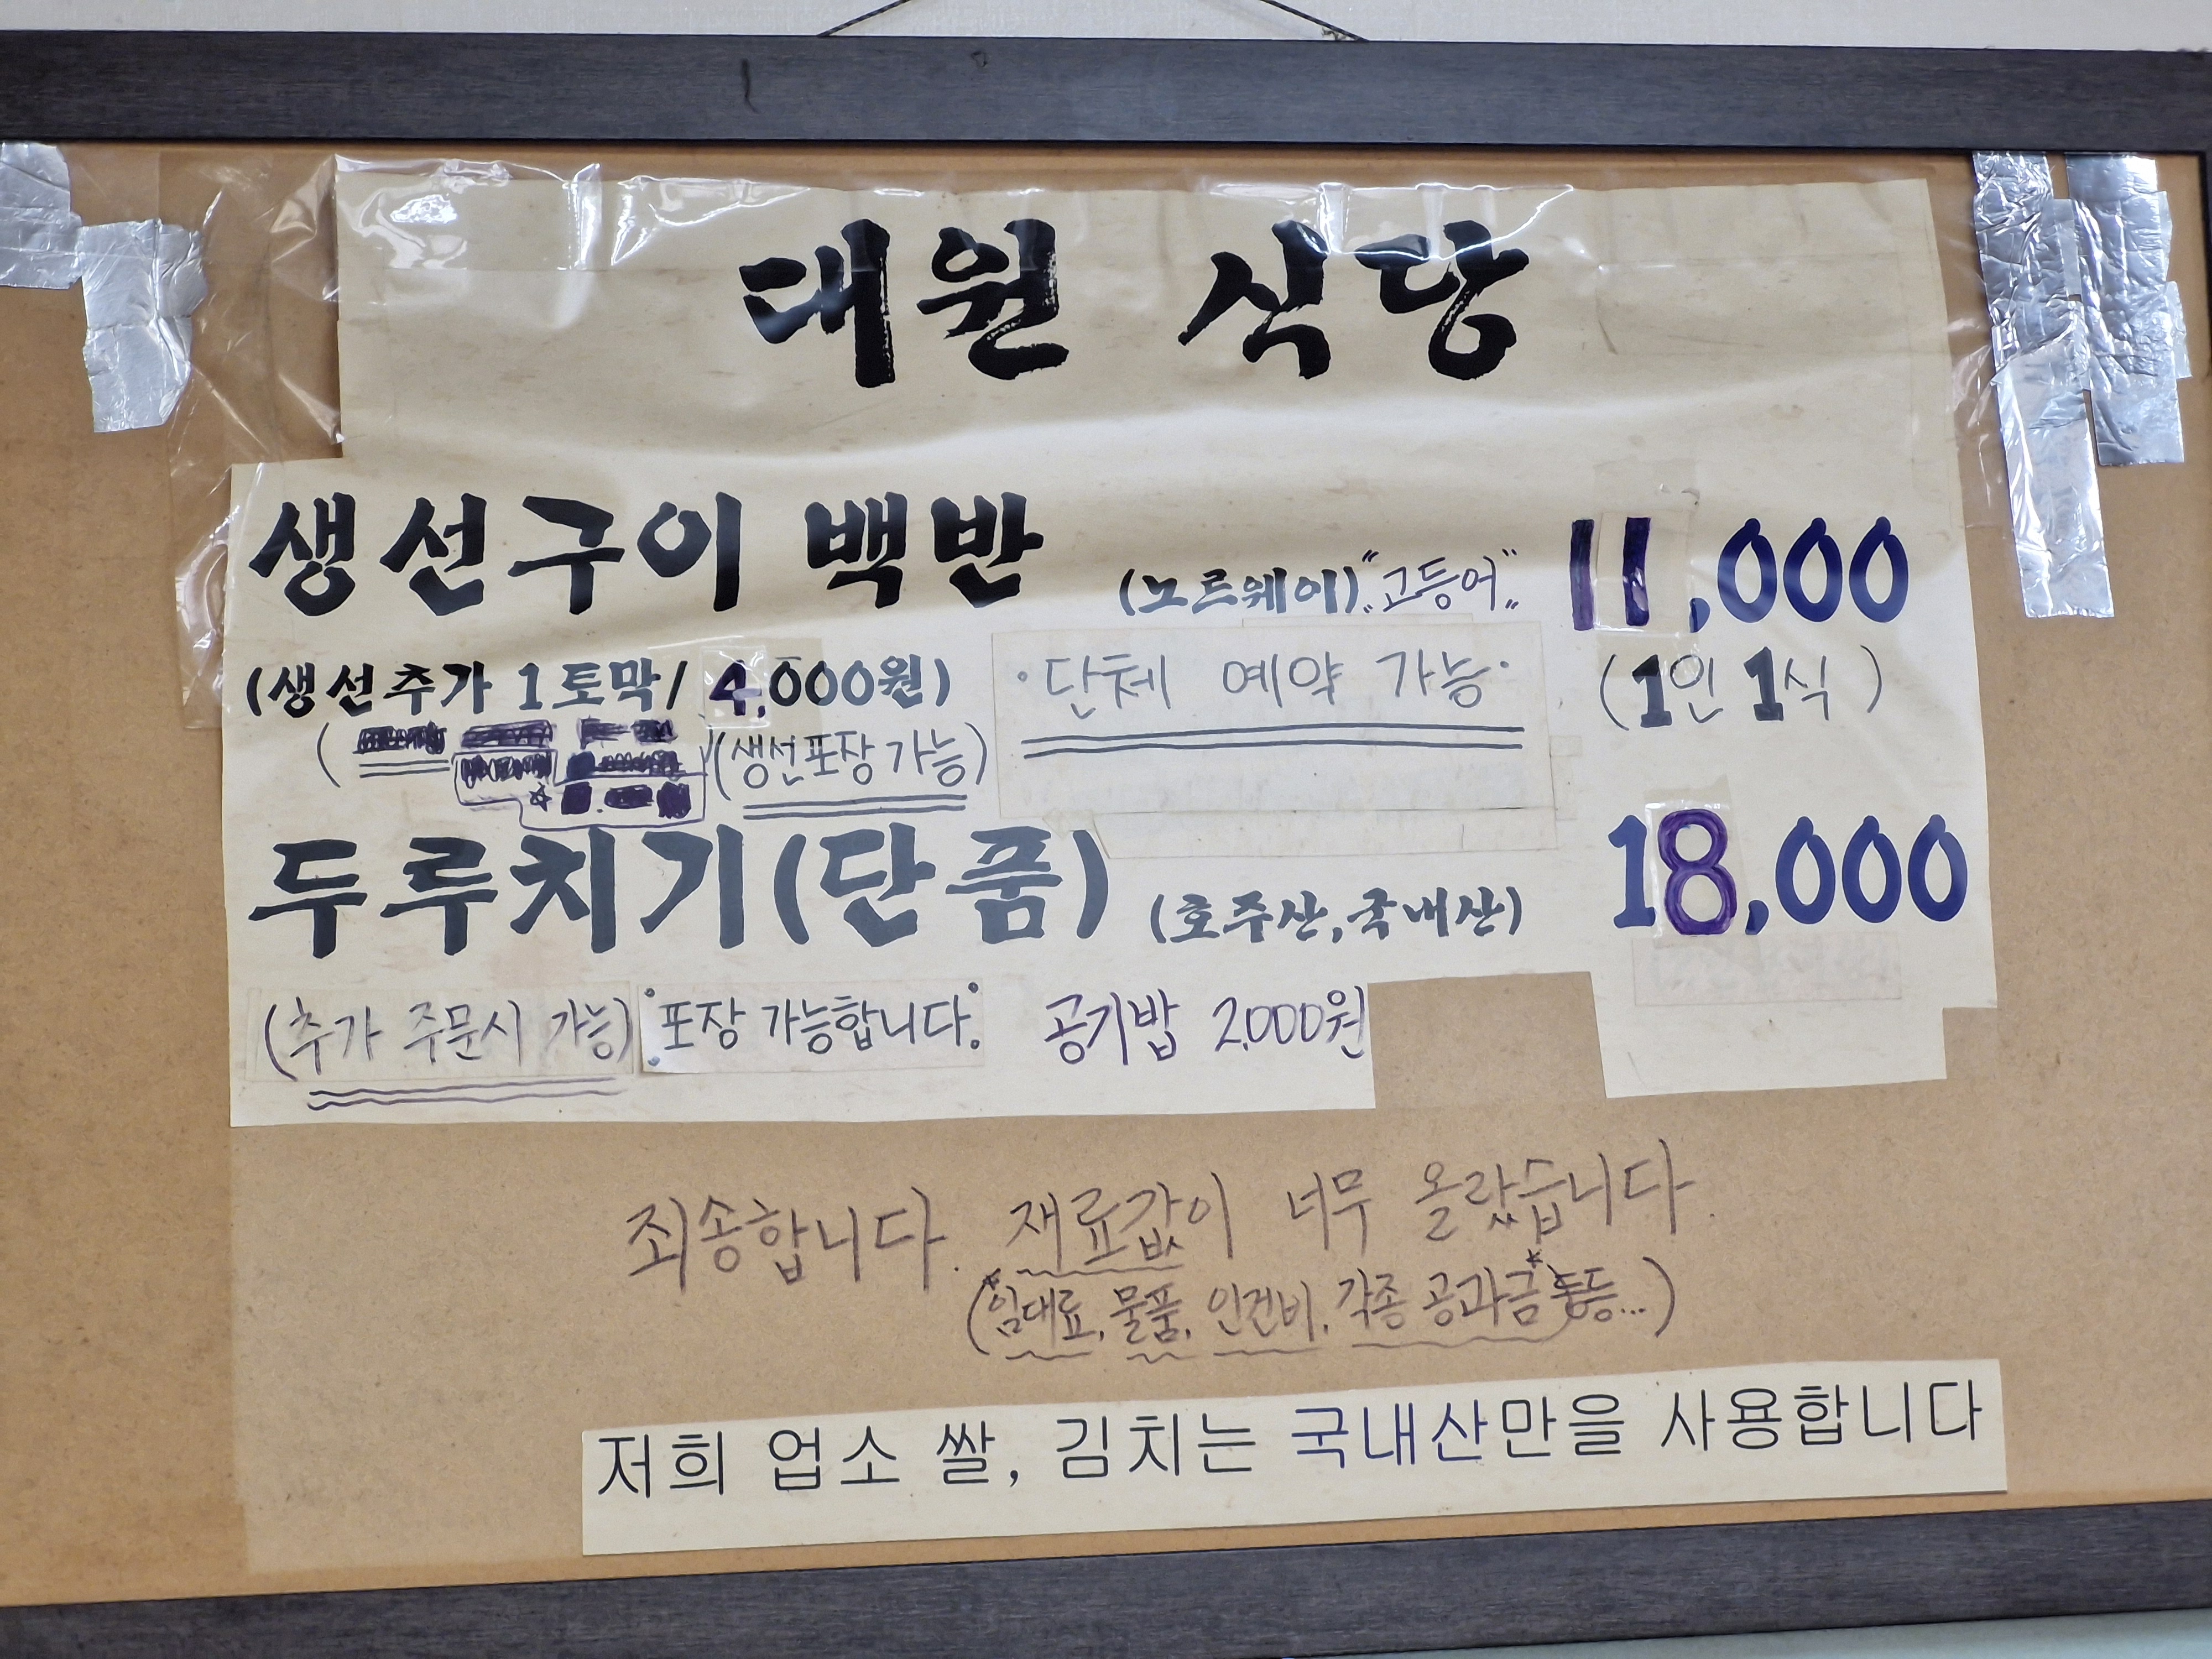 대원 식당
생선구이 백반 (노르웨이) "고등어" 11,000
(생선추가 1토막/ 4,000원) ·단체 예약 가능· (1인 1식)
(생선포장 가능)
두루치기(단품) (호주산,국내산) 18,000
(추가 주문시 가능) 포장 가능합니다. 공기밥 2,000원
죄송합니다. 재료값이 너무 올랐습니다.
(*임대료, 물품, 인건비, 각종 공과금* 등등...)
저희 업소 쌀, 김치는 국내산만을 사용합니다